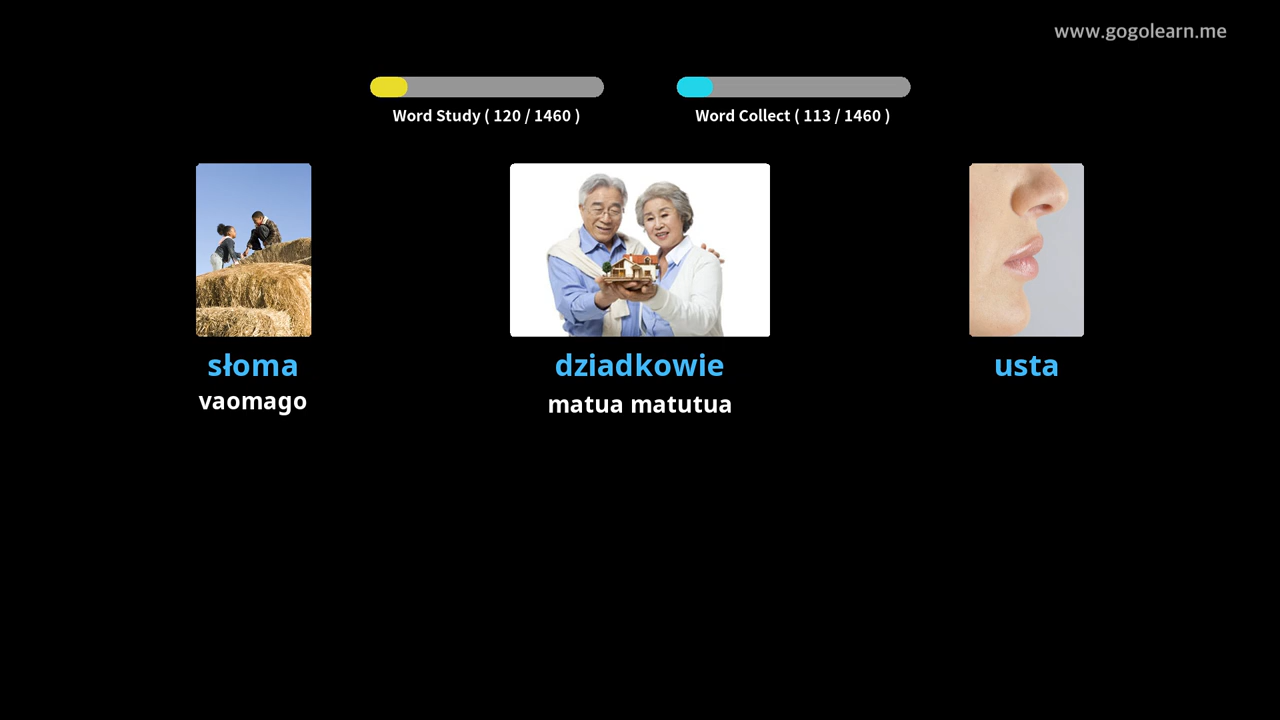 www.gogolearn.me
Word Study ( 120 / 1460 )
Word Collect ( 113 / 1460 )
słoma
vaomago
dziadkowie
matua matutua
usta